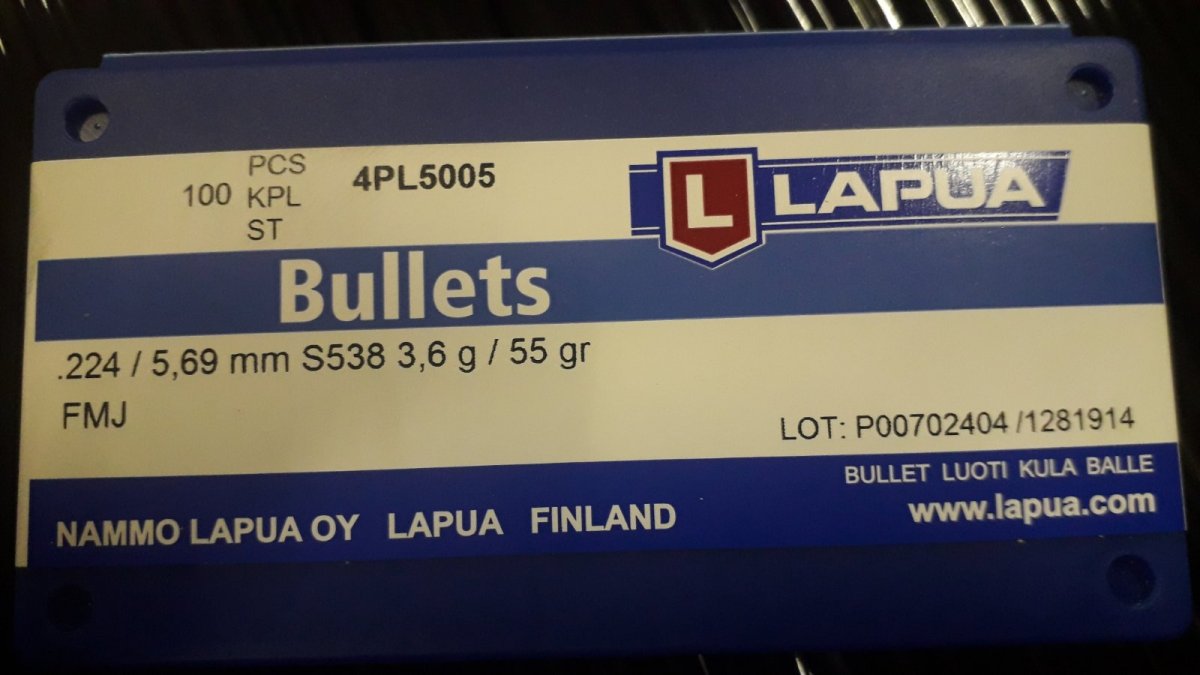 100 PCS KPL ST 4PL5005
L LAPUA
Bullets
.224 / 5,69 mm S538 3,6 g / 55 gr
FMJ
LOT: P00702404 /1281914
BULLET LUOTI KULA BALLE
NAMMO LAPUA OY LAPUA FINLAND
www.lapua.com